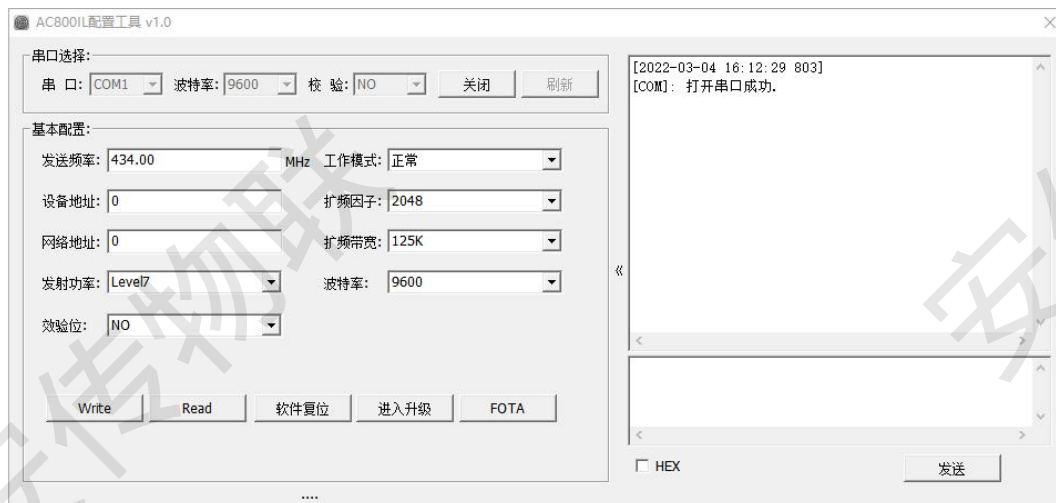 AC800IL配置工具 v1.0
串口选择:
串 口: COM1 波特率: 9600 校 验: NO 关闭 刷新
基本配置:
发送频率: 434.00 MHz 工作模式: 正常
设备地址: 0 扩频因子: 2048
网络地址: 0 扩频带宽: 125K
发射功率: Level7 波特率: 9600
效验位: NO
Write Read 软件复位 进入升级 FOTA
....
[2022-03-04 16:12:29 803]
[COM]: 打开串口成功.
«
HEX 发送
安传物联
安